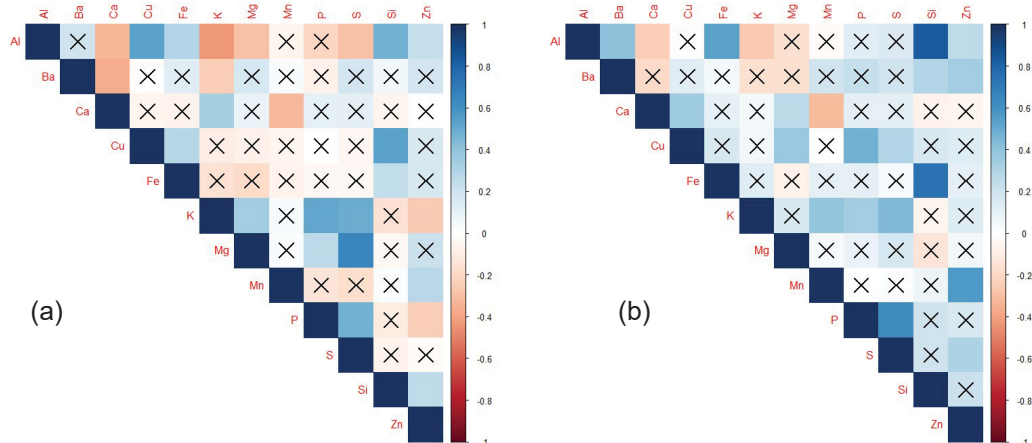 Al Ba Ca Cu Fe K Mg Mn P S Si Zn
Al
Ba
Ca
Cu
Fe
K
Mg
Mn
P
S
Si
Zn
1
0.8
0.6
0.4
0.2
0
-0.2
-0.4
-0.6
-0.8
-1
(a)
Al Ba Ca Cu Fe K Mg Mn P S Si Zn
Al
Ba
Ca
Cu
Fe
K
Mg
Mn
P
S
Si
Zn
1
0.8
0.6
0.4
0.2
0
-0.2
-0.4
-0.6
-0.8
-1
(b)